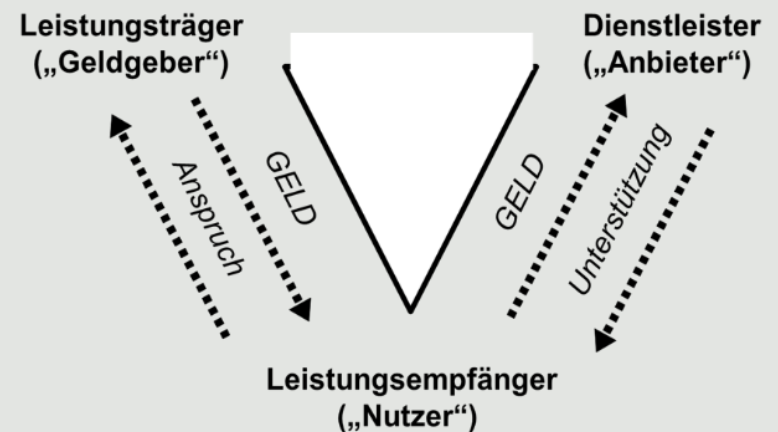 Leistungsträger
(„Geldgeber“)
Dienstleister
(„Anbieter“)
Anspruch
GELD
GELD
Unterstützung
Leistungsempfänger
(„Nutzer“)